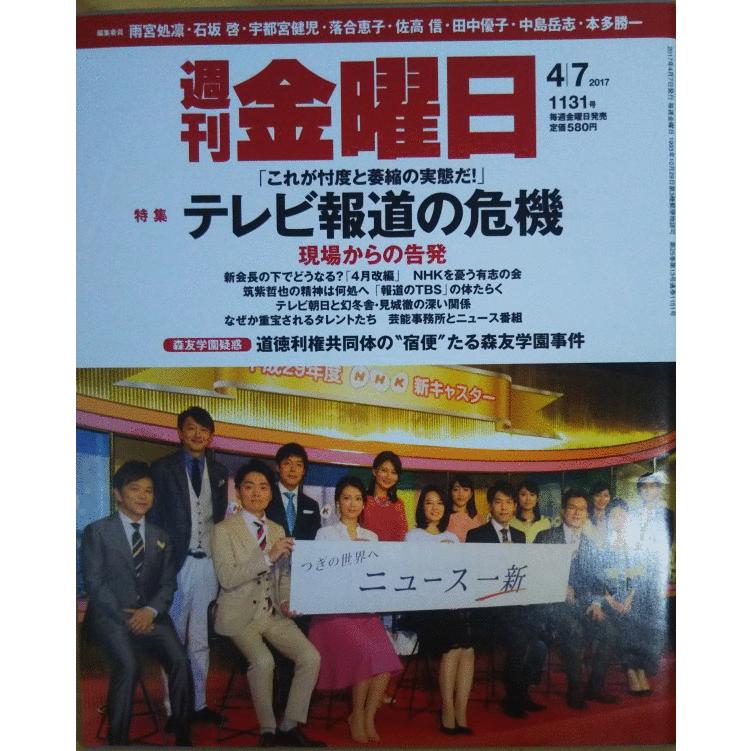 編集委員 雨宮処凛・石坂 啓・宇都宮健児・落合恵子・佐高 信・田中優子・中島岳志・本多勝一
週刊 金曜日
4/7 2017
1131号
毎週金曜日発売
定価580円
「これが忖度と萎縮の実態だ!」
特集 テレビ報道の危機
現場からの告発
新会長の下でどうなる?「4月改編」 NHKを憂う有志の会
筑紫哲也の精神は何処へ 「報道のTBS」の体たらく
テレビ朝日と幻冬舎・見城徹の深い関係
なぜか重宝されるタレントたち 芸能事務所とニュース番組
森友学園疑惑 道徳利権共同体の"宿便"たる森友学園事件
平成29年度 NHK 新キャスター
つぎの世界へ
ニュース一新